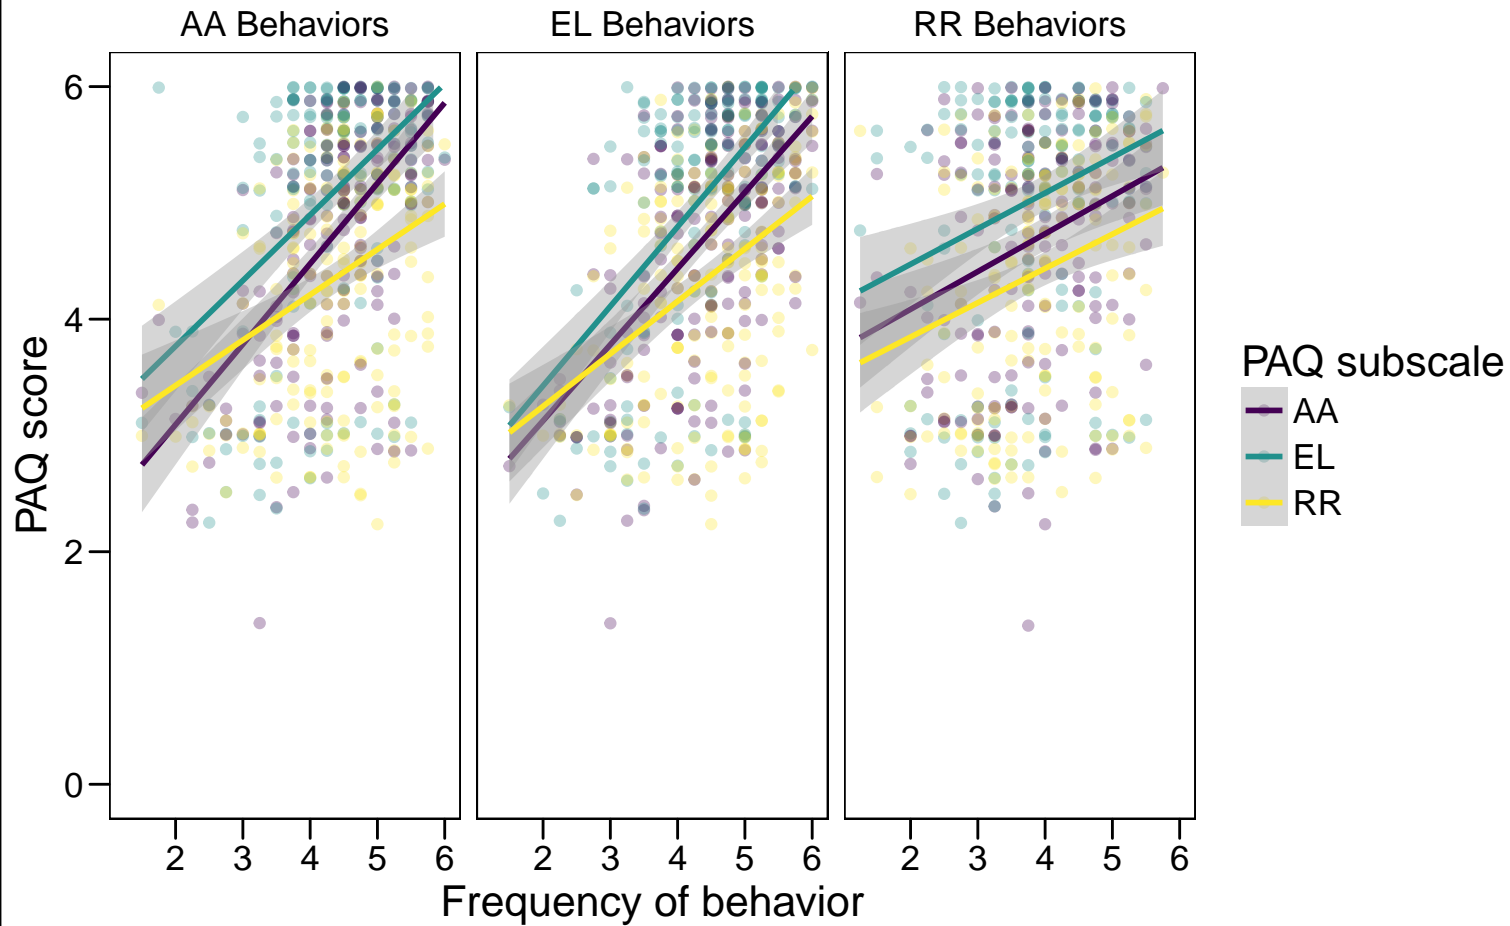 AA Behaviors EL Behaviors RR Behaviors
6
4
2
0
PAQ score
2 3 4 5 6 2 3 4 5 6 2 3 4 5 6
Frequency of behavior
PAQ subscale
AA
EL
RR